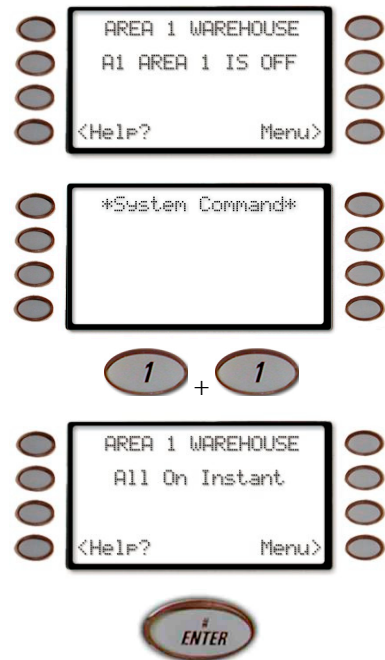 AREA 1 WAREHOUSE
A1 AREA 1 IS OFF
<Help? Menu>
*System Command*
1 + 1
AREA 1 WAREHOUSE
All On Instant
<Help? Menu>
#
ENTER